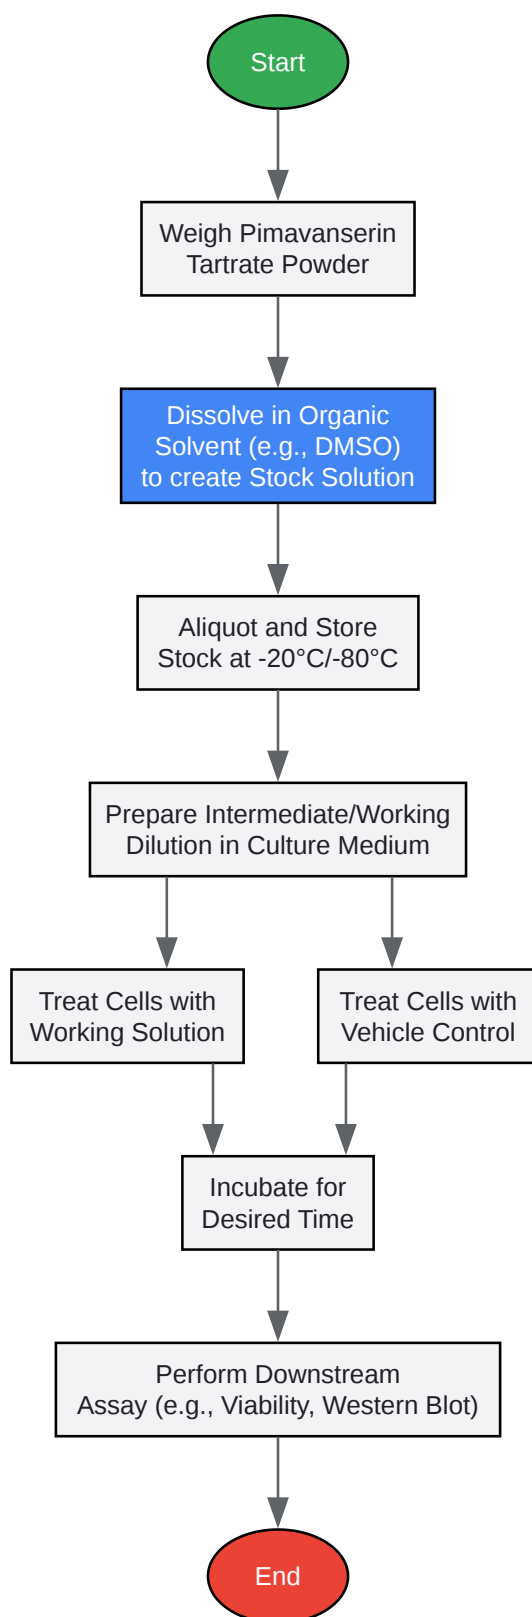 Start
Weigh Pimavanserin
Tartrate Powder
Dissolve in Organic
Solvent (e.g., DMSO)
to create Stock Solution
Aliquot and Store
Stock at -20°C/-80°C
Prepare Intermediate/Working
Dilution in Culture Medium
Treat Cells with
Working Solution
Treat Cells with
Vehicle Control
Incubate for
Desired Time
Perform Downstream
Assay (e.g., Viability, Western Blot)
End